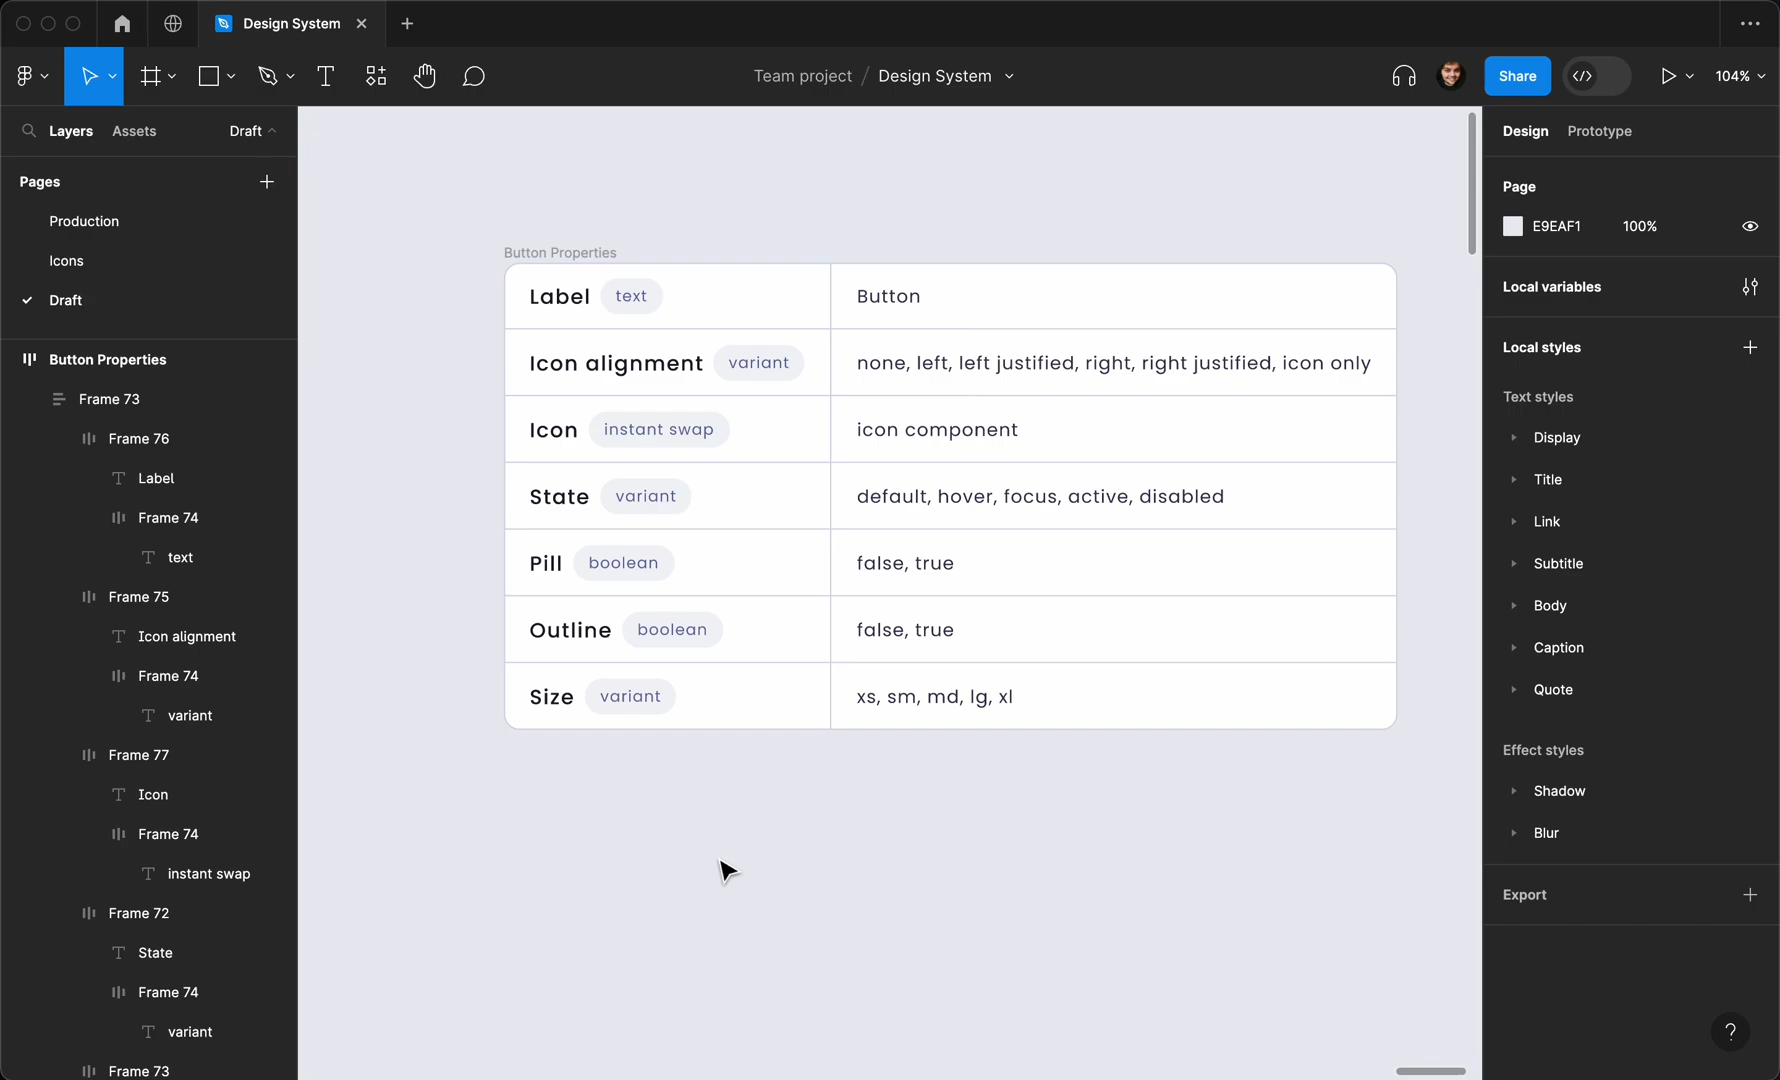 Design System
Team project / Design System
Share
104%
Layers
Assets
Draft
Pages
Production
Icons
Draft
Button Properties
Frame 73
Frame 76
Label
Frame 74
text
Frame 75
Icon alignment
Frame 74
variant
Frame 77
Icon
Frame 74
instant swap
Frame 72
State
Frame 74
variant
Frame 73
Button Properties
Label text Button
Icon alignment variant none, left, left justified, right, right justified, icon only
Icon instant swap icon component
State variant default, hover, focus, active, disabled
Pill boolean false, true
Outline boolean false, true
Size variant xs, sm, md, lg, xl
Design
Prototype
Page
E9EAF1 100%
Local variables
Local styles
Text styles
Display
Title
Link
Subtitle
Body
Caption
Quote
Effect styles
Shadow
Blur
Export
?